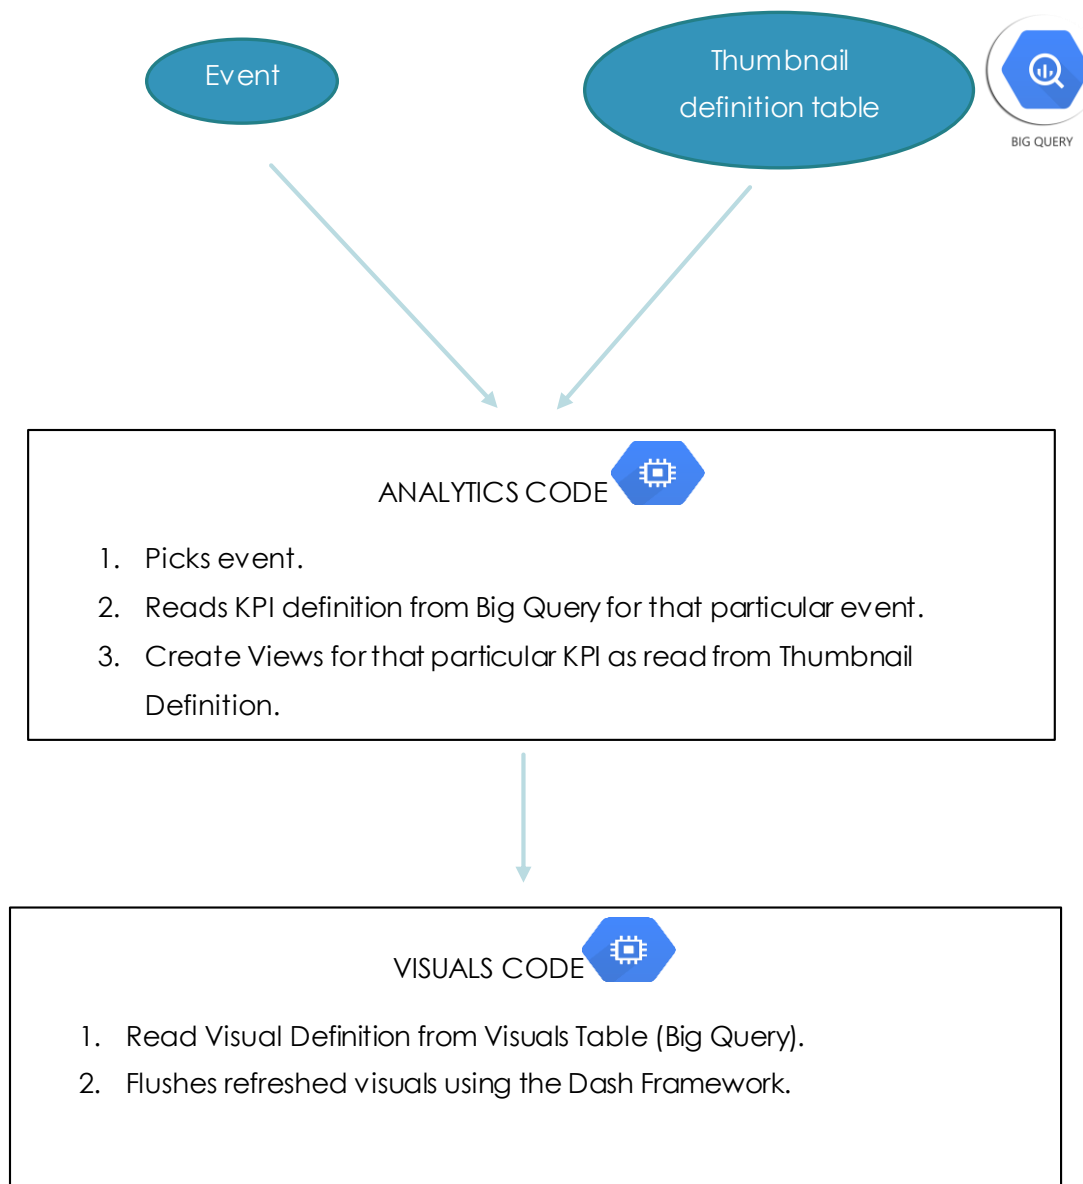 Event
Thumbnail
definition table
BIG QUERY
ANALYTICS CODE
1. Picks event.
2. Reads KPI definition from Big Query for that particular event.
3. Create Views for that particular KPI as read from Thumbnail
Definition.
VISUALS CODE
1. Read Visual Definition from Visuals Table (Big Query).
2. Flushes refreshed visuals using the Dash Framework.